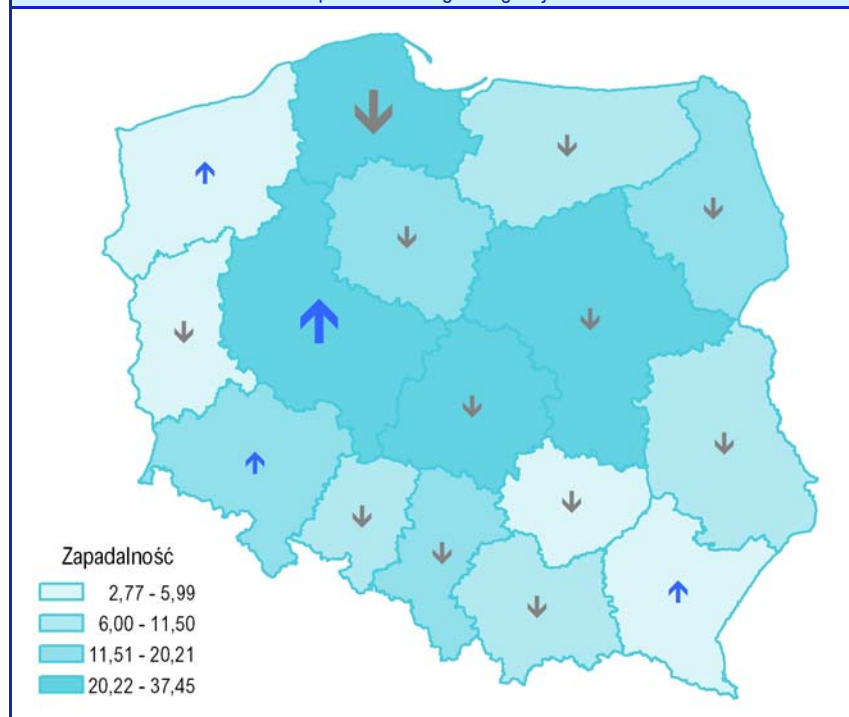 Zapadalność
2,77 - 5,99
6,00 - 11,50
11,51 - 20,21
20,22 - 37,45